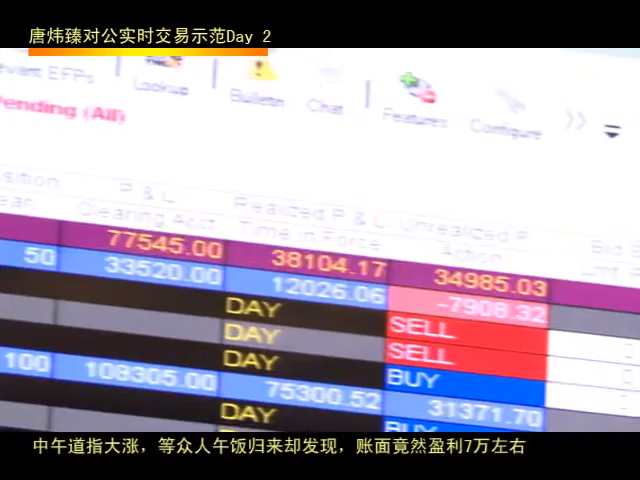 唐炜臻对公实时交易示范Day 2
evant EFPs
Lookup
Bulletin
Chat
Features
Configure
Pending (All)
P & L
Realized P & L
Unrealized P
Clearing Acct
Time in Force
Action
77545.00
38104.17
34985.03
50
33520.00
12026.06
-7908.32
DAY
SELL
DAY
SELL
DAY
BUY
100
108305.00
75300.52
31371.70
DAY
BUY
中午道指大涨，等众人午饭归来却发现，账面竟然盈利7万左右